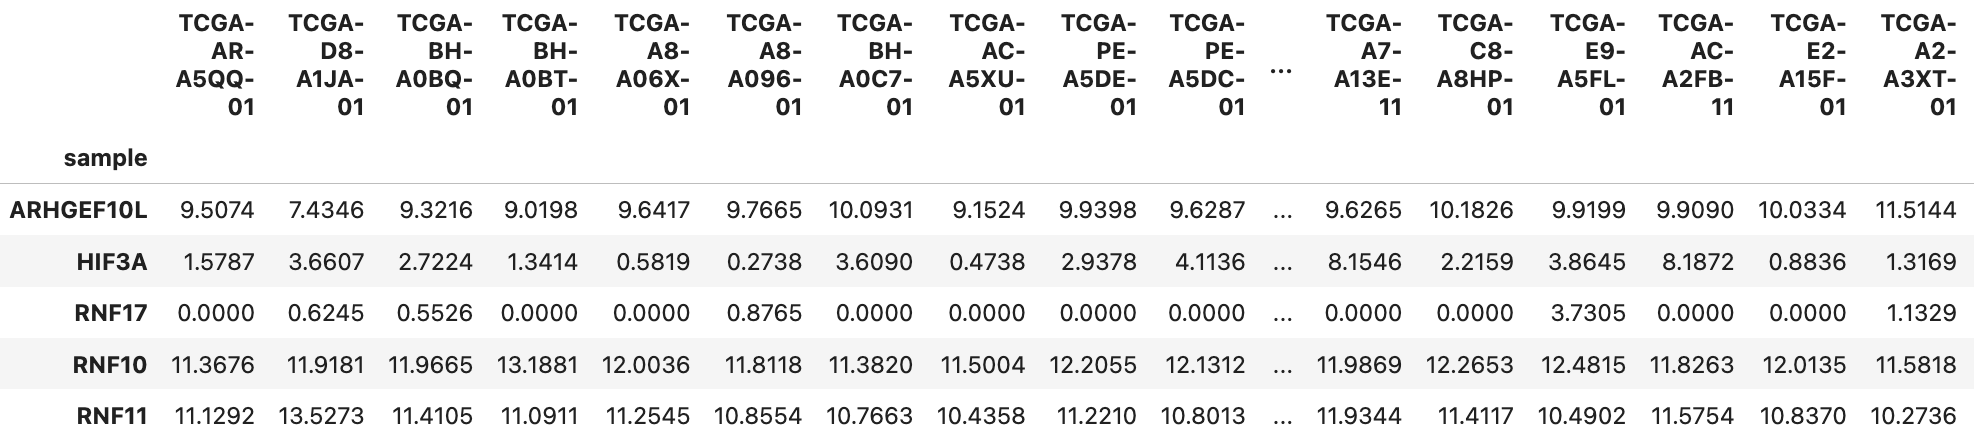 TCGA- TCGA- TCGA- TCGA- TCGA- TCGA- TCGA- TCGA- TCGA- TCGA- TCGA- TCGA- TCGA- TCGA- TCGA- TCGA-
AR- D8- BH- BH- A8- A8- BH- AC- PE- PE- ... A7- C8- E9- AC- E2- A2-
A5QQ- A1JA- A0BQ- A0BT- A06X- A096- A0C7- A5XU- A5DE- A5DC- A13E- A8HP- A5FL- A2FB- A15F- A3XT-
01 01 01 01 01 01 01 01 01 01 11 01 01 11 01 01
sample
ARHGEF10L 9.5074 7.4346 9.3216 9.0198 9.6417 9.7665 10.0931 9.1524 9.9398 9.6287 ... 9.6265 10.1826 9.9199 9.9090 10.0334 11.5144
HIF3A 1.5787 3.6607 2.7224 1.3414 0.5819 0.2738 3.6090 0.4738 2.9378 4.1136 ... 8.1546 2.2159 3.8645 8.1872 0.8836 1.3169
RNF17 0.0000 0.6245 0.5526 0.0000 0.0000 0.8765 0.0000 0.0000 0.0000 0.0000 ... 0.0000 0.0000 3.7305 0.0000 0.0000 1.1329
RNF10 11.3676 11.9181 11.9665 13.1881 12.0036 11.8118 11.3820 11.5004 12.2055 12.1312 ... 11.9869 12.2653 12.4815 11.8263 12.0135 11.5818
RNF11 11.1292 13.5273 11.4105 11.0911 11.2545 10.8554 10.7663 10.4358 11.2210 10.8013 ... 11.9344 11.4117 10.4902 11.5754 10.8370 10.2736